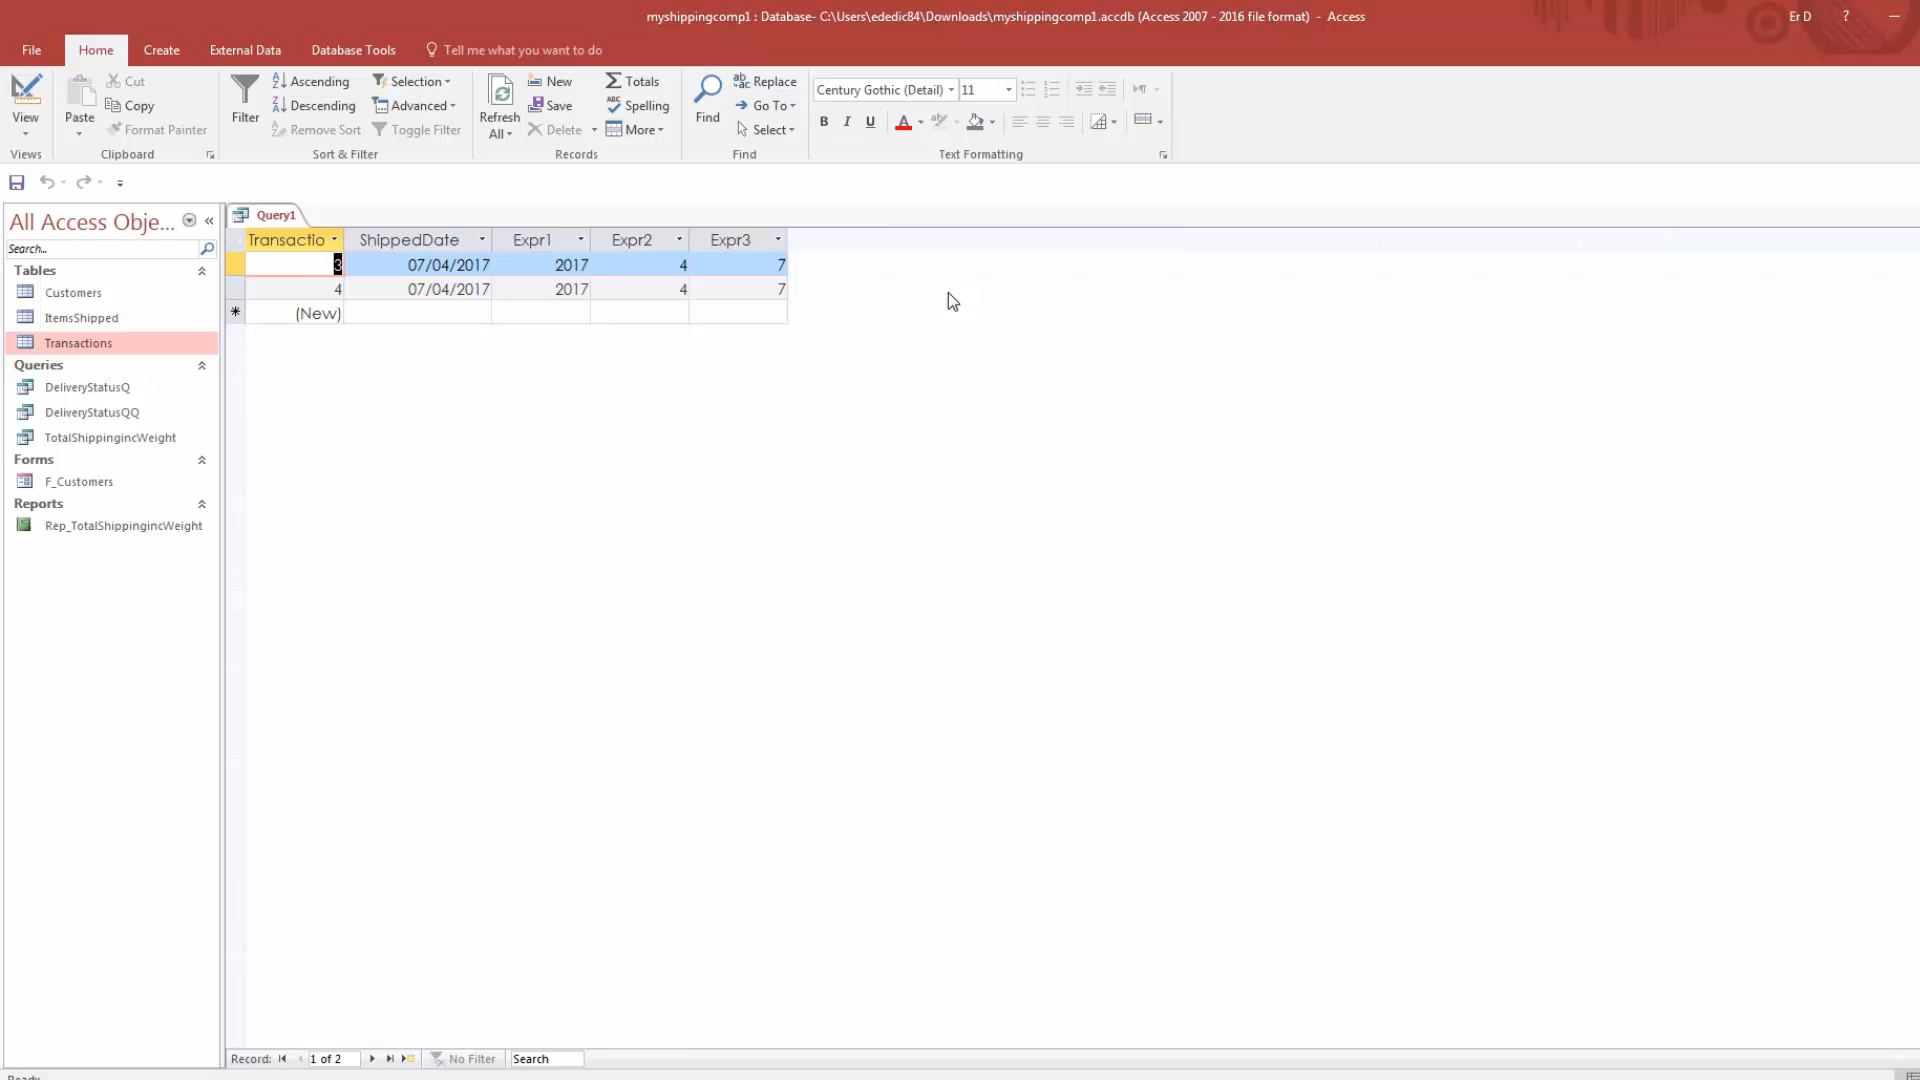 myshippingcomp1 : Database- C:\Users\ededic84\Downloads\myshippingcomp1.accdb (Access 2007 - 2016 file format) - Access
Er D
?
File
Home
Create
External Data
Database Tools
Tell me what you want to do
View
Views
Paste
Cut
Copy
Format Painter
Clipboard
Filter
Ascending
Descending
Remove Sort
Selection
Advanced
Toggle Filter
Sort & Filter
Refresh All
New
Save
Delete
Totals
Spelling
More
Records
Find
Replace
Go To
Select
Find
Century Gothic (Detail)
11
B I U A
Text Formatting
All Access Obje...
Search...
Tables
Customers
ItemsShipped
Transactions
Queries
DeliveryStatusQ
DeliveryStatusQQ
TotalShippingincWeight
Forms
F_Customers
Reports
Rep_TotalShippingincWeight
Query1
Transactio ShippedDate Expr1 Expr2 Expr3
3 07/04/2017 2017 4 7
4 07/04/2017 2017 4 7
* (New)
Record: 1 of 2 No Filter Search
Ready